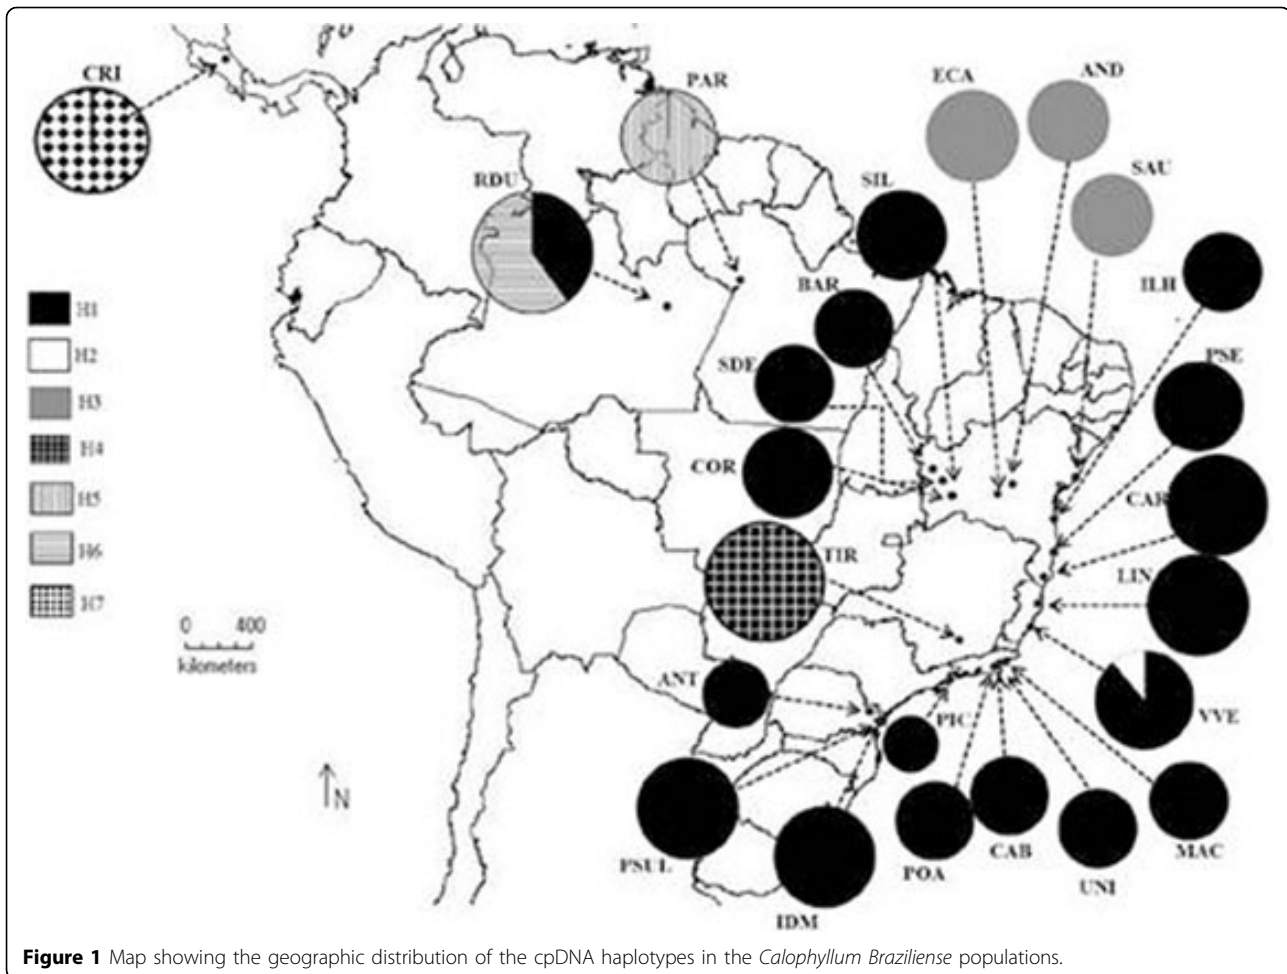 CRI
PAR
ECA
AND
RDU
SIL
SAU
BAR
ILH
H1
H2
H3
H4
H5
H6
H7
SDE
PSE
COR
CAR
TIR
LIN
0 400
kilometers
ANT
PIC
VVE
N
PSUL
IDM
POA
CAB
UNI
MAC
Figure 1 Map showing the geographic distribution of the cpDNA haplotypes in the Calophyllum Braziliense populations.